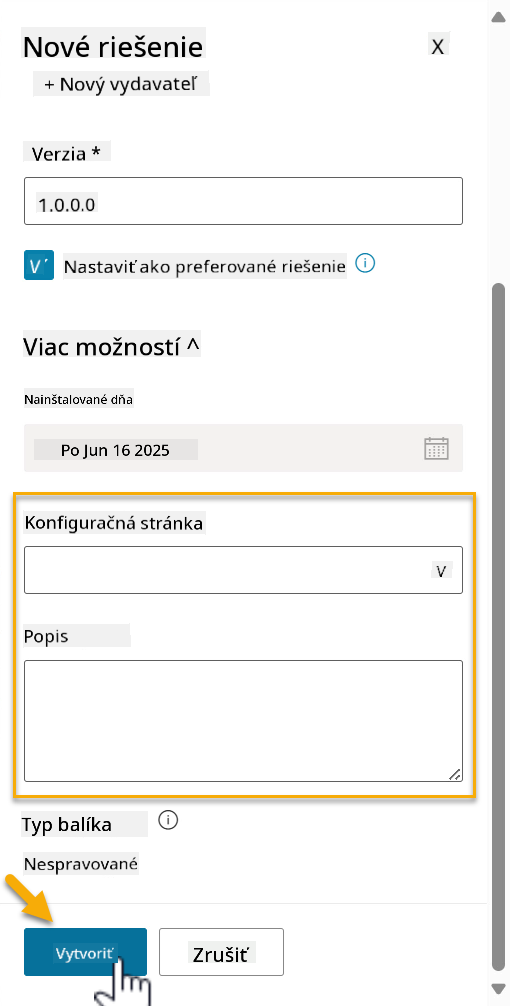 Nové riešenie
X
+ Nový vydavateľ
Verzia *
1.0.0.0
V Nastaviť ako preferované riešenie
Viac možností ^
Nainštalované dňa
Po Jun 16 2025
Konfiguračná stránka
V
Popis
Typ balíka
Nespravované
Vytvoriť
Zrušiť